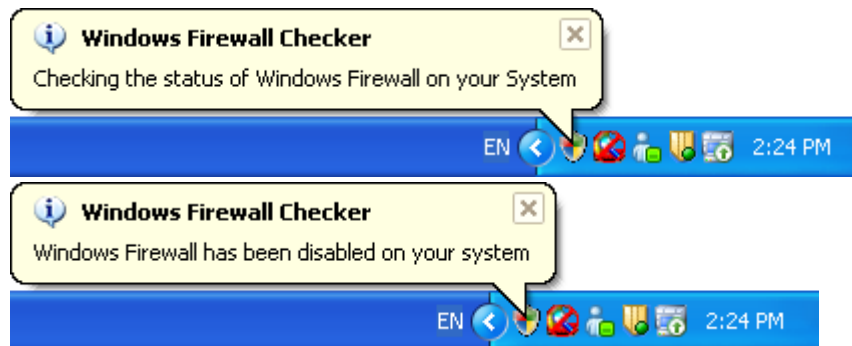 Windows Firewall Checker
Checking the status of Windows Firewall on your System
EN 2:24 PM
Windows Firewall Checker
Windows Firewall has been disabled on your system
EN 2:24 PM